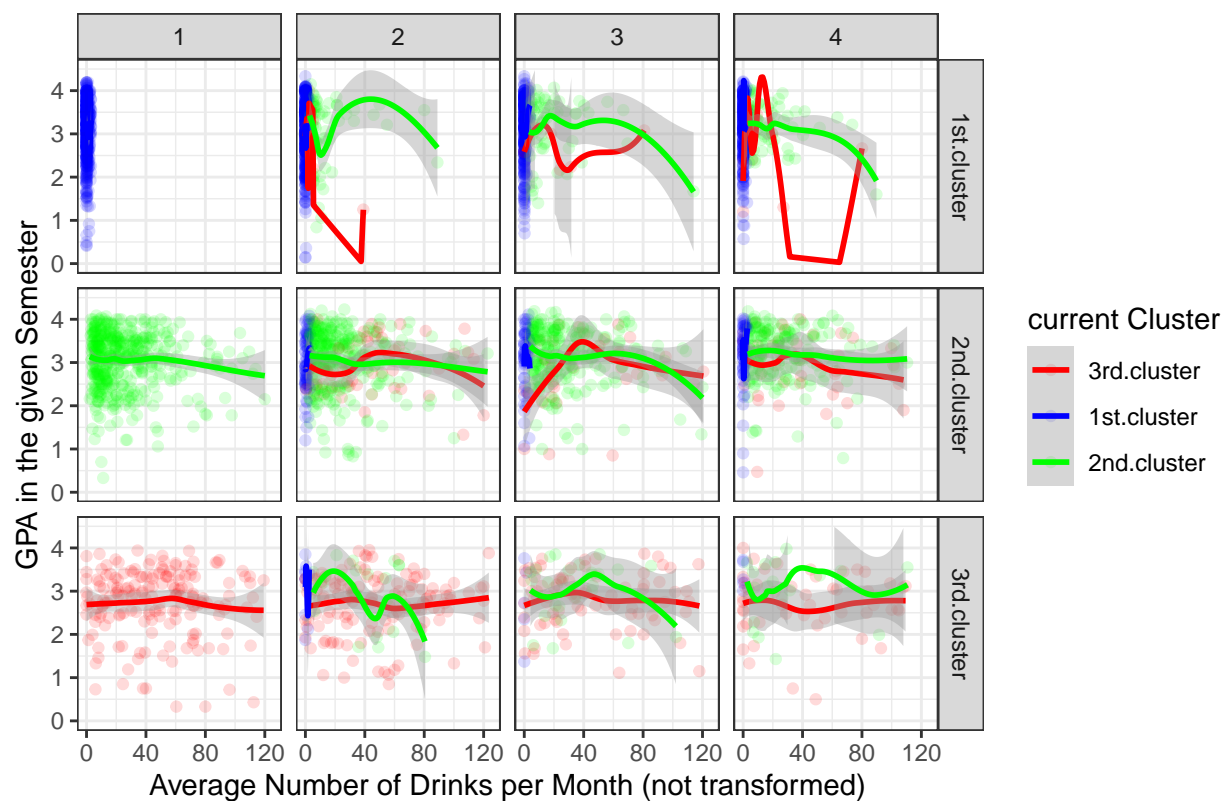 1 2 3 4
4
3
2
1
0
1st.cluster
4
3
2
1
0
2nd.cluster
4
3
2
1
0
3rd.cluster
GPA in the given Semester
0 40 80 120 0 40 80 120 0 40 80 120 0 40 80 120
Average Number of Drinks per Month (not transformed)
current Cluster
3rd.cluster
1st.cluster
2nd.cluster